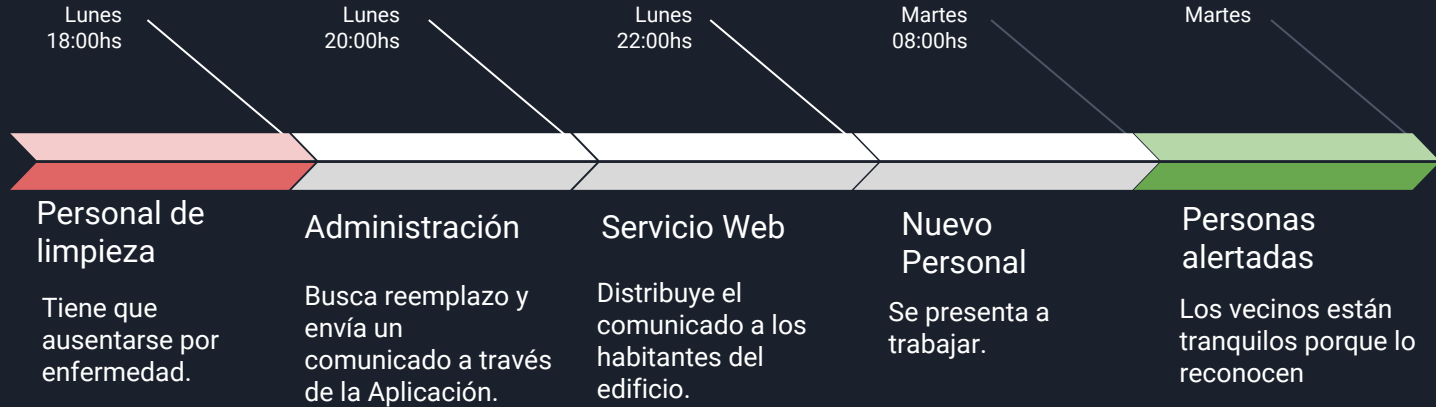 Lunes
18:00hs
Lunes
20:00hs
Lunes
22:00hs
Martes
08:00hs
Martes
Personal de
limpieza
Tiene que
ausentarse por
enfermedad.
Administración
Busca reemplazo y
envía un
comunicado a través
de la Aplicación.
Servicio Web
Distribuye el
comunicado a los
habitantes del
edificio.
Nuevo
Personal
Se presenta a
trabajar.
Personas
alertadas
Los vecinos están
tranquilos porque lo
reconocen